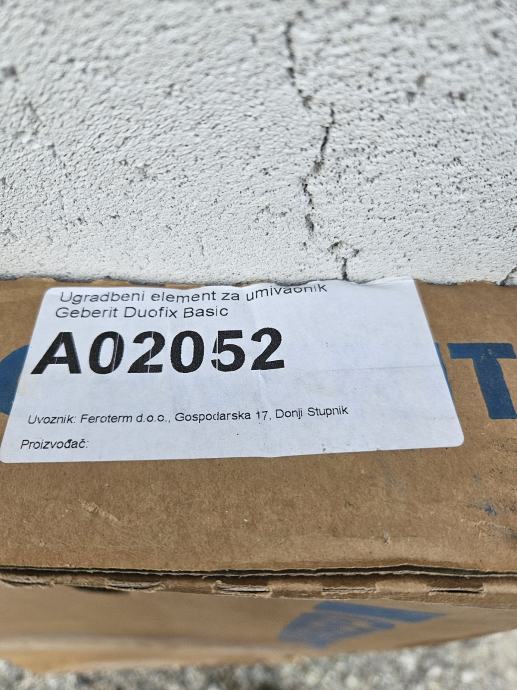 Ugradbeni element za umivaonik
Geberit Duofix Basic
A02052
Uvoznik: Feroterm d.o.o., Gospodarska 17, Donji Stupnik
Proizvođač: